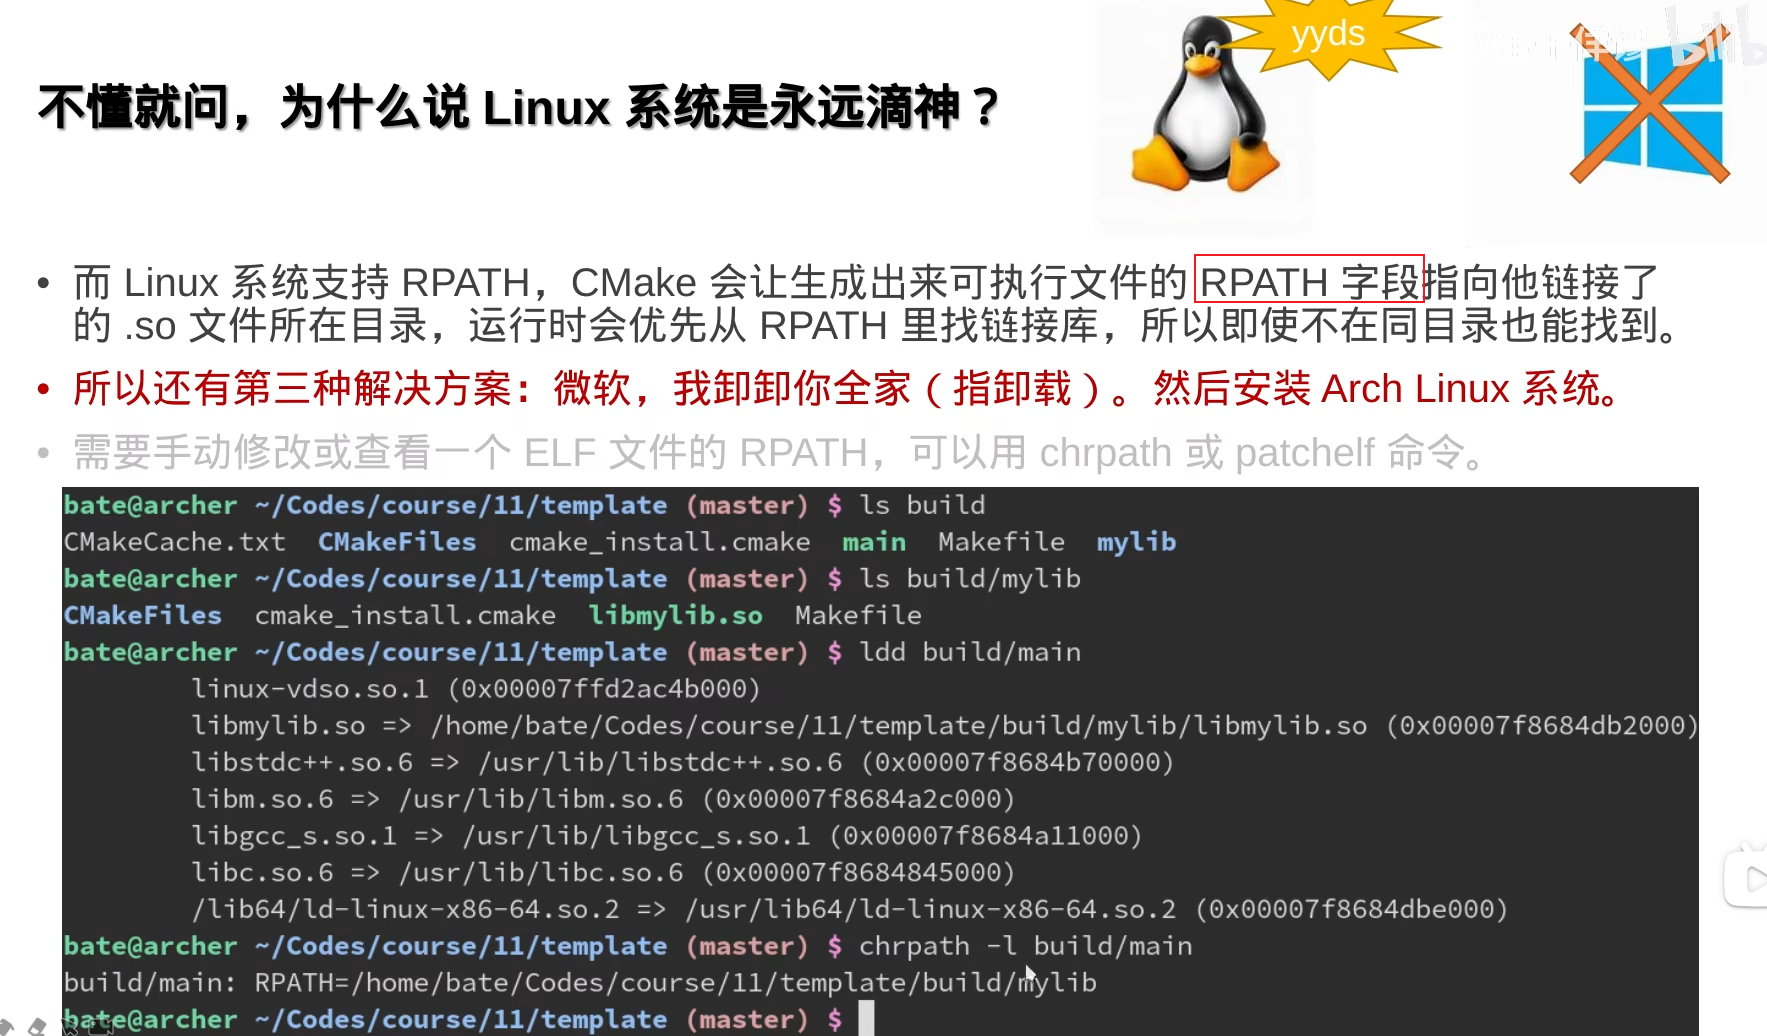 yyds
不懂就问，为什么说 Linux 系统是永远滴神？
• 而 Linux 系统支持 RPATH，CMake 会让生成出来可执行文件的 RPATH 字段指向他链接了
的 .so 文件所在目录，运行时会优先从 RPATH 里找链接库，所以即使不在同目录也能找到。
• 所以还有第三种解决方案：微软，我卸卸你全家（指卸载）。然后安装 Arch Linux 系统。
• 需要手动修改或查看一个 ELF 文件的 RPATH，可以用 chrpath 或 patchelf 命令。
bate@archer ~/Codes/course/11/template (master) $ ls build
CMakeCache.txt  CMakeFiles  cmake_install.cmake  main  Makefile  mylib
bate@archer ~/Codes/course/11/template (master) $ ls build/mylib
CMakeFiles  cmake_install.cmake  libmylib.so  Makefile
bate@archer ~/Codes/course/11/template (master) $ ldd build/main
linux-vdso.so.1 (0x00007ffd2ac4b000)
libmylib.so => /home/bate/Codes/course/11/template/build/mylib/libmylib.so (0x00007f8684db2000)
libstdc++.so.6 => /usr/lib/libstdc++.so.6 (0x00007f8684b70000)
libm.so.6 => /usr/lib/libm.so.6 (0x00007f8684a2c000)
libgcc_s.so.1 => /usr/lib/libgcc_s.so.1 (0x00007f8684a11000)
libc.so.6 => /usr/lib/libc.so.6 (0x00007f8684845000)
/lib64/ld-linux-x86-64.so.2 => /usr/lib64/ld-linux-x86-64.so.2 (0x00007f8684dbe000)
bate@archer ~/Codes/course/11/template (master) $ chrpath -l build/main
build/main: RPATH=/home/bate/Codes/course/11/template/build/mylib
bate@archer ~/Codes/course/11/template (master) $